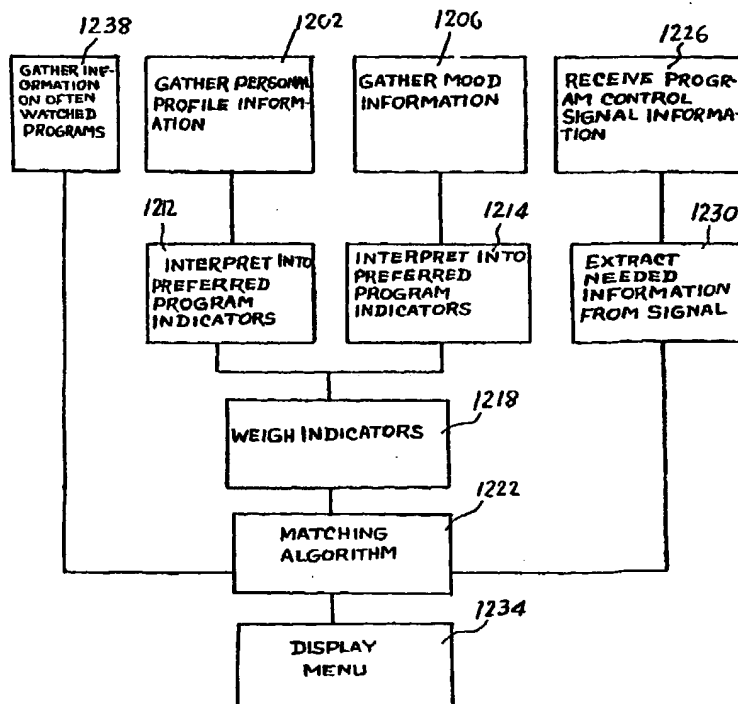 1238
1202
1206
1226
GATHER INF-
ORMATION
ON OFTEN
WATCHED
PROGRAMS
GATHER PERSONAL
PROFILE INFORM-
ATION
GATHER MOOD
INFORMATION
RECEIVE PROGR-
AM CONTROL
SIGNAL INFORMA-
TION
1212
1214
1230
INTERPRET INTO
PREFERRED
PROGRAM
INDICATORS
INTERPRET INTO
PREFERRED
PROGRAM
INDICATORS
EXTRACT
NEEDED
INFORMATION
FROM SIGNAL
1218
WEIGH INDICATORS
1222
MATCHING
ALGORITHM
1234
DISPLAY
MENU